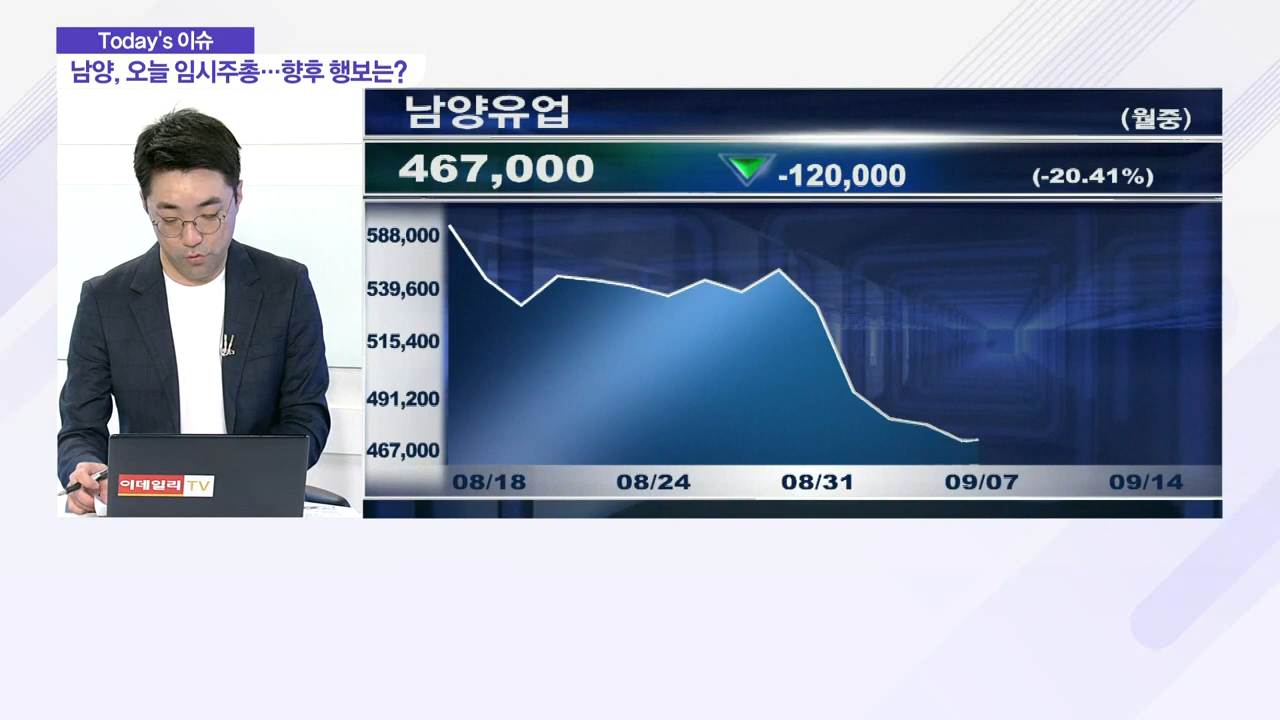 Today's 이슈
남양, 오늘 임시주총…향후 행보는?
남양유업
(월중)
467,000
-120,000
(-20.41%)
588,000
539,600
515,400
491,200
467,000
08/18
08/24
08/31
09/07
09/14
이데일리 TV